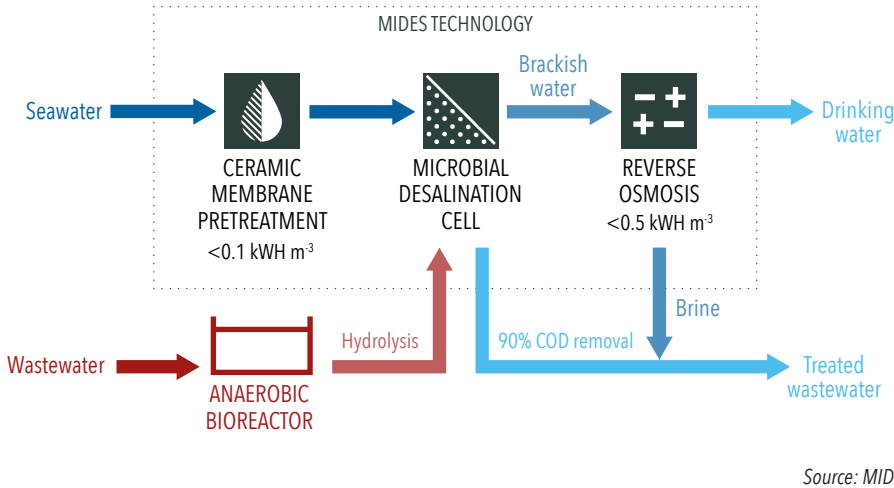 MIDES TECHNOLOGY
Seawater
Brackish
water
Drinking
water
CERAMIC
MEMBRANE
PRETREATMENT
<0.1 kWH m-3
MICROBIAL
DESALINATION
CELL
REVERSE
OSMOSIS
<0.5 kWH m-3
Brine
Wastewater
Hydrolysis
90% COD removal
Treated
wastewater
ANAEROBIC
BIOREACTOR
Source: MID